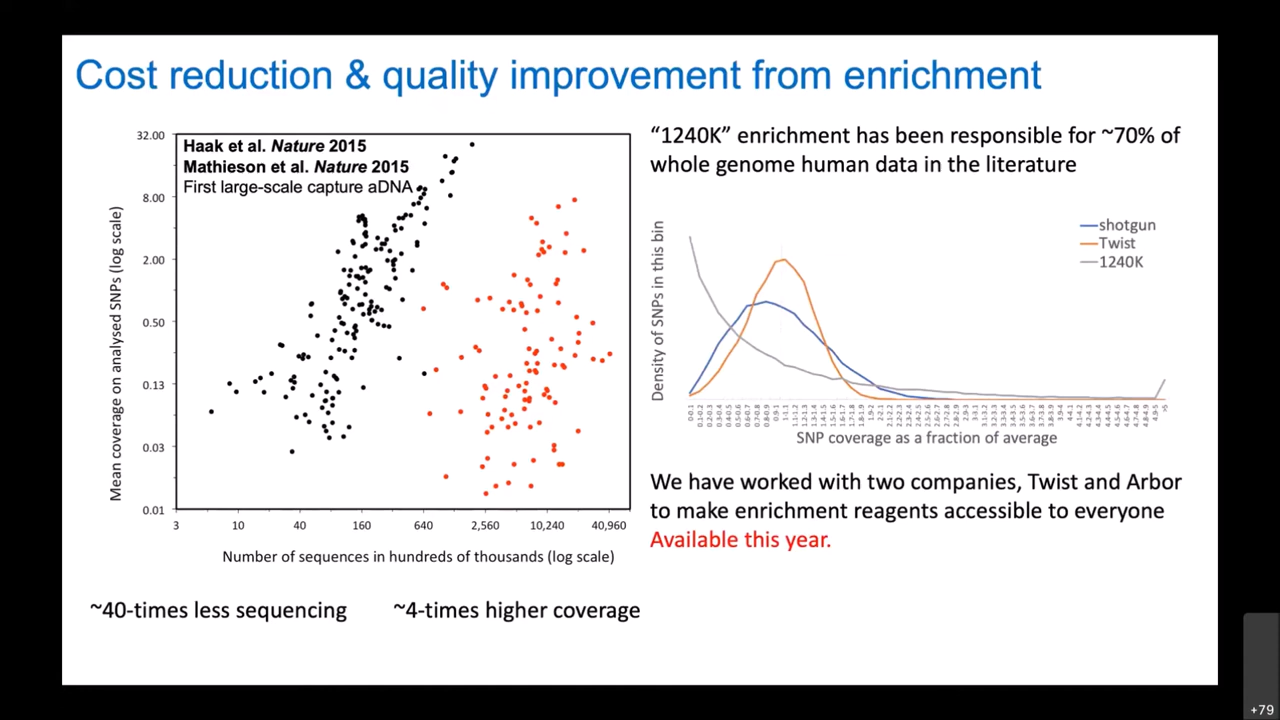 Cost reduction & quality improvement from enrichment
Haak et al. Nature 2015
Mathieson et al. Nature 2015
First large-scale capture aDNA
Mean coverage on analysed SNPs (log scale)
32.00
8.00
2.00
0.50
0.13
0.03
0.01
3 10 40 160 640 2,560 10,240 40,960
Number of sequences in hundreds of thousands (log scale)
~40-times less sequencing ~4-times higher coverage
“1240K” enrichment has been responsible for ~70% of
whole genome human data in the literature
Density of SNPs in this bin
shotgun
Twist
1240K
SNP coverage as a fraction of average
We have worked with two companies, Twist and Arbor
to make enrichment reagents accessible to everyone
Available this year.
+79